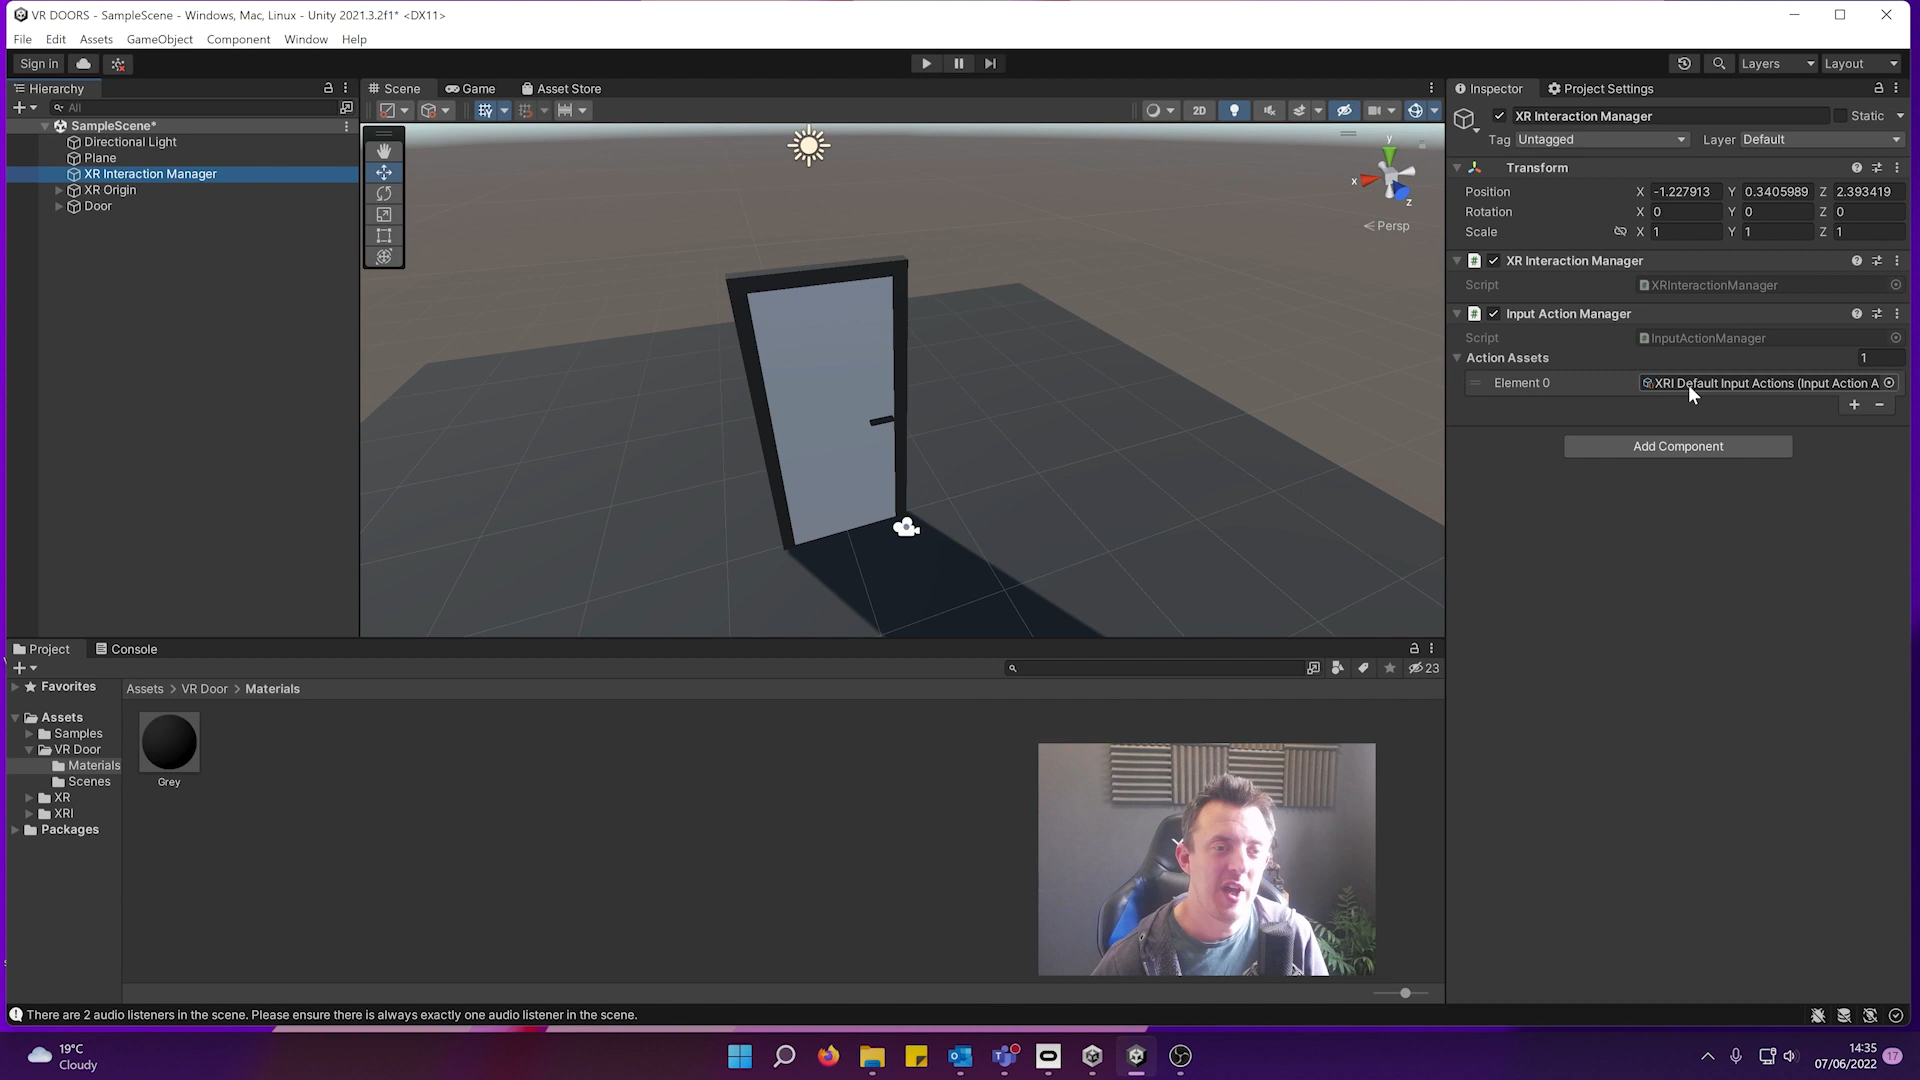 VR DOORS - SampleScene - Windows, Mac, Linux - Unity 2021.3.2f1* <DX11>
File Edit Assets GameObject Component Window Help
Sign in
Layers
Layout
Hierarchy
All
SampleScene*
Directional Light
Plane
XR Interaction Manager
XR Origin
Door
Scene
Game
Asset Store
2D
y
x
z
Persp
Inspector
Project Settings
XR Interaction Manager
Static
Tag Untagged Layer Default
Transform
Position X -1.227913 Y 0.3405989 Z 2.393419
Rotation X 0 Y 0 Z 0
Scale X 1 Y 1 Z 1
# XR Interaction Manager
Script XRInteractionManager
# Input Action Manager
Script InputActionManager
Action Assets 1
Element 0 XRI Default Input Actions (Input Action A
+ −
Add Component
Project
Console
23
Favorites
Assets
Samples
VR Door
Materials
Scenes
XR
XRI
Packages
Assets > VR Door > Materials
Grey
There are 2 audio listeners in the scene. Please ensure there is always exactly one audio listener in the scene.
19°C
Cloudy
14:35
07/06/2022
17